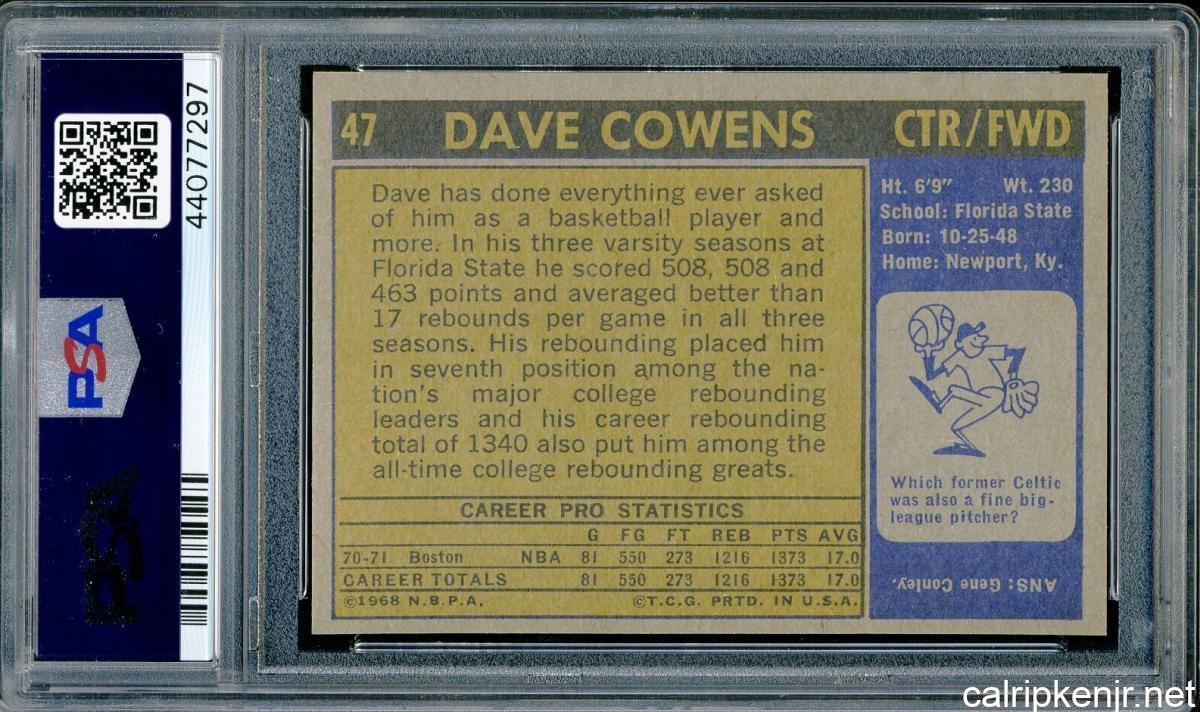 44077297
PSA
PSA
47 DAVE COWENS CTR/FWD
Dave has done everything ever asked
of him as a basketball player and
more. In his three varsity seasons at
Florida State he scored 508, 508 and
463 points and averaged better than
17 rebounds per game in all three
seasons. His rebounding placed him
in seventh position among the na-
tion's major college rebounding
leaders and his career rebounding
total of 1340 also put him among the
all-time college rebounding greats.
CAREER PRO STATISTICS
G FG FT REB PTS AVG
70-71 Boston NBA 81 550 273 1216 1373 17.0
CAREER TOTALS 81 550 273 1216 1373 17.0
©1968 N.B.P.A. ©T.C.G. PRTD. IN U.S.A.
Ht. 6'9" Wt. 230
School: Florida State
Born: 10-25-48
Home: Newport, Ky.
Which former Celtic
was also a fine big-
league pitcher?
ANS: Gene Conley.
calripkenjr.net